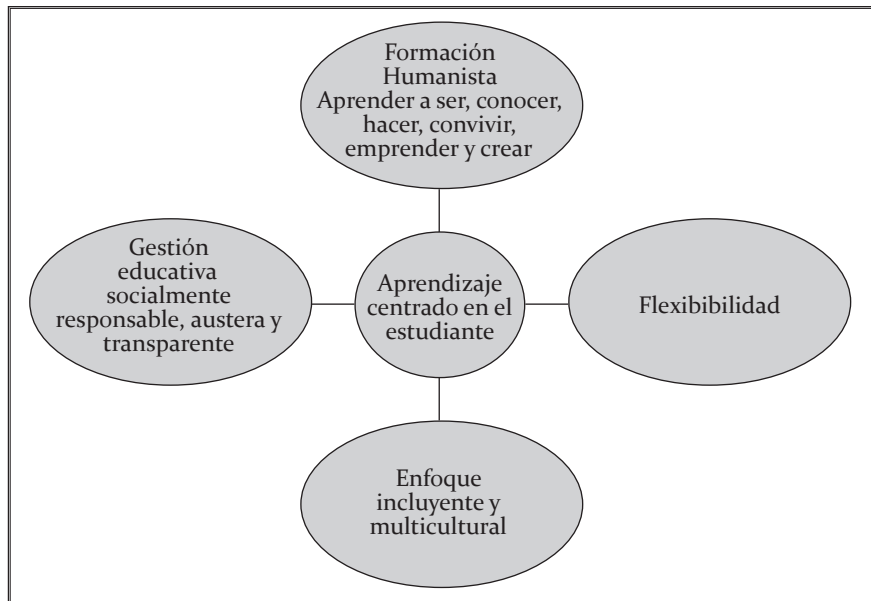 Formación
Humanista
Aprender a ser, conocer,
hacer, convivir,
emprender y crear
Gestión
educativa
socialmente
responsable, austera y
transparente
Aprendizaje
centrado en el
estudiante
Flexibibilidad
Enfoque
incluyente y
multicultural